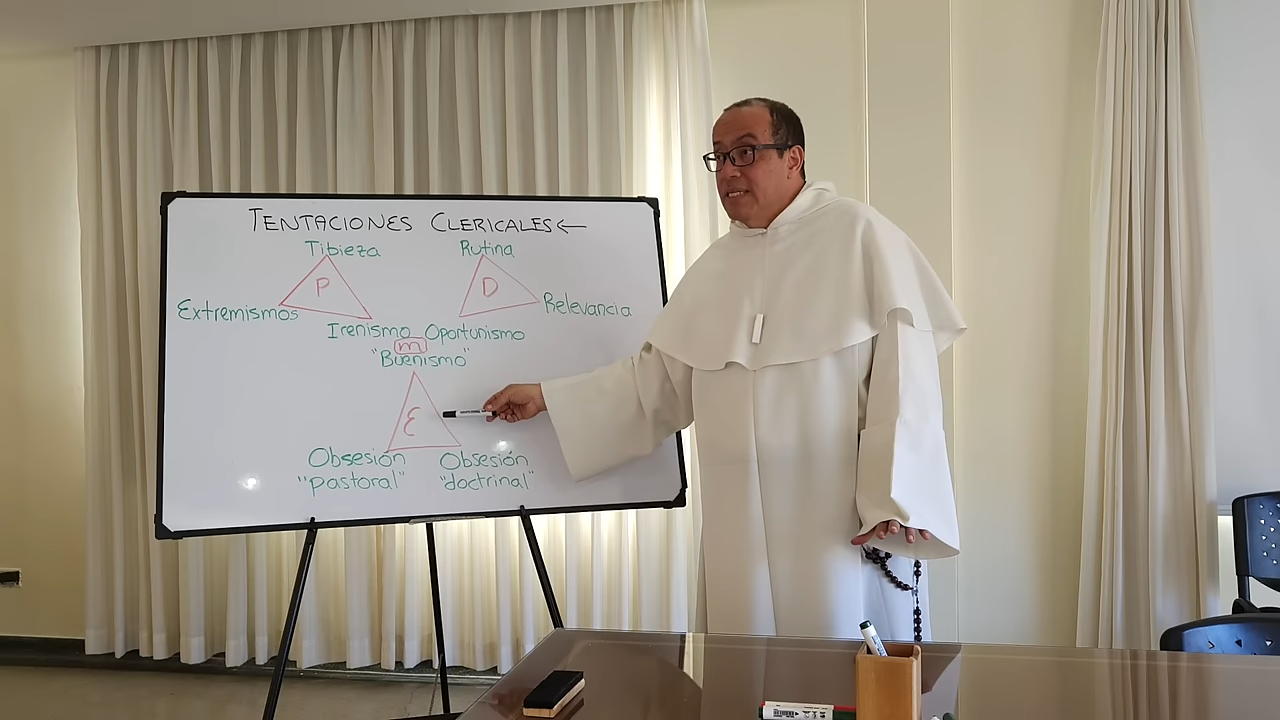 TENTACIONES CLERICALES←
Tibieza
Rutina
P
D
Extremismos
Relevancia
Irenismo
Oportunismo
m
"Buenismo"
E
Obsesión
"pastoral"
Obsesión
"doctrinal"